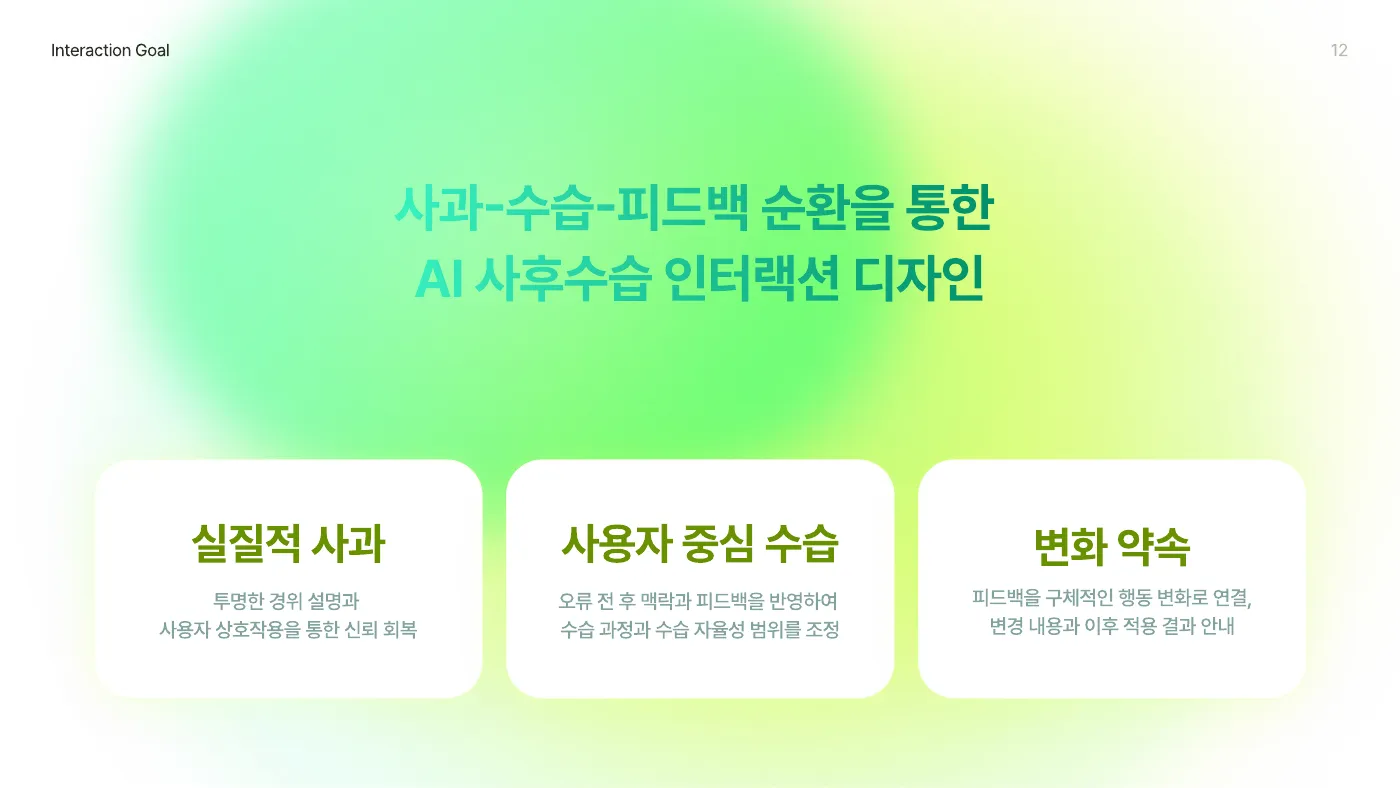 Interaction Goal
12
사과-수습-피드백 순환을 통한
AI 사후수습 인터랙션 디자인
실질적 사과
투명한 경위 설명과
사용자 상호작용을 통한 신뢰 회복
사용자 중심 수습
오류 전 후 맥락과 피드백을 반영하여
수습 과정과 수습 자율성 범위를 조정
변화 약속
피드백을 구체적인 행동 변화로 연결,
변경 내용과 이후 적용 결과 안내